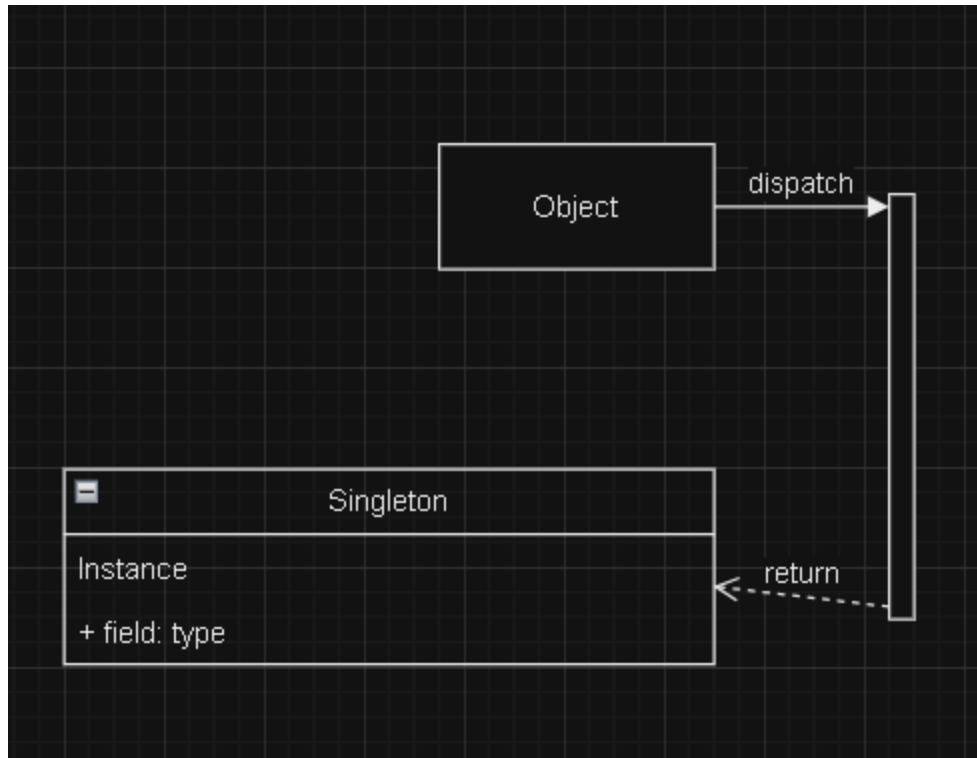 dispatch
Object
Singleton
Instance
return
+ field: type